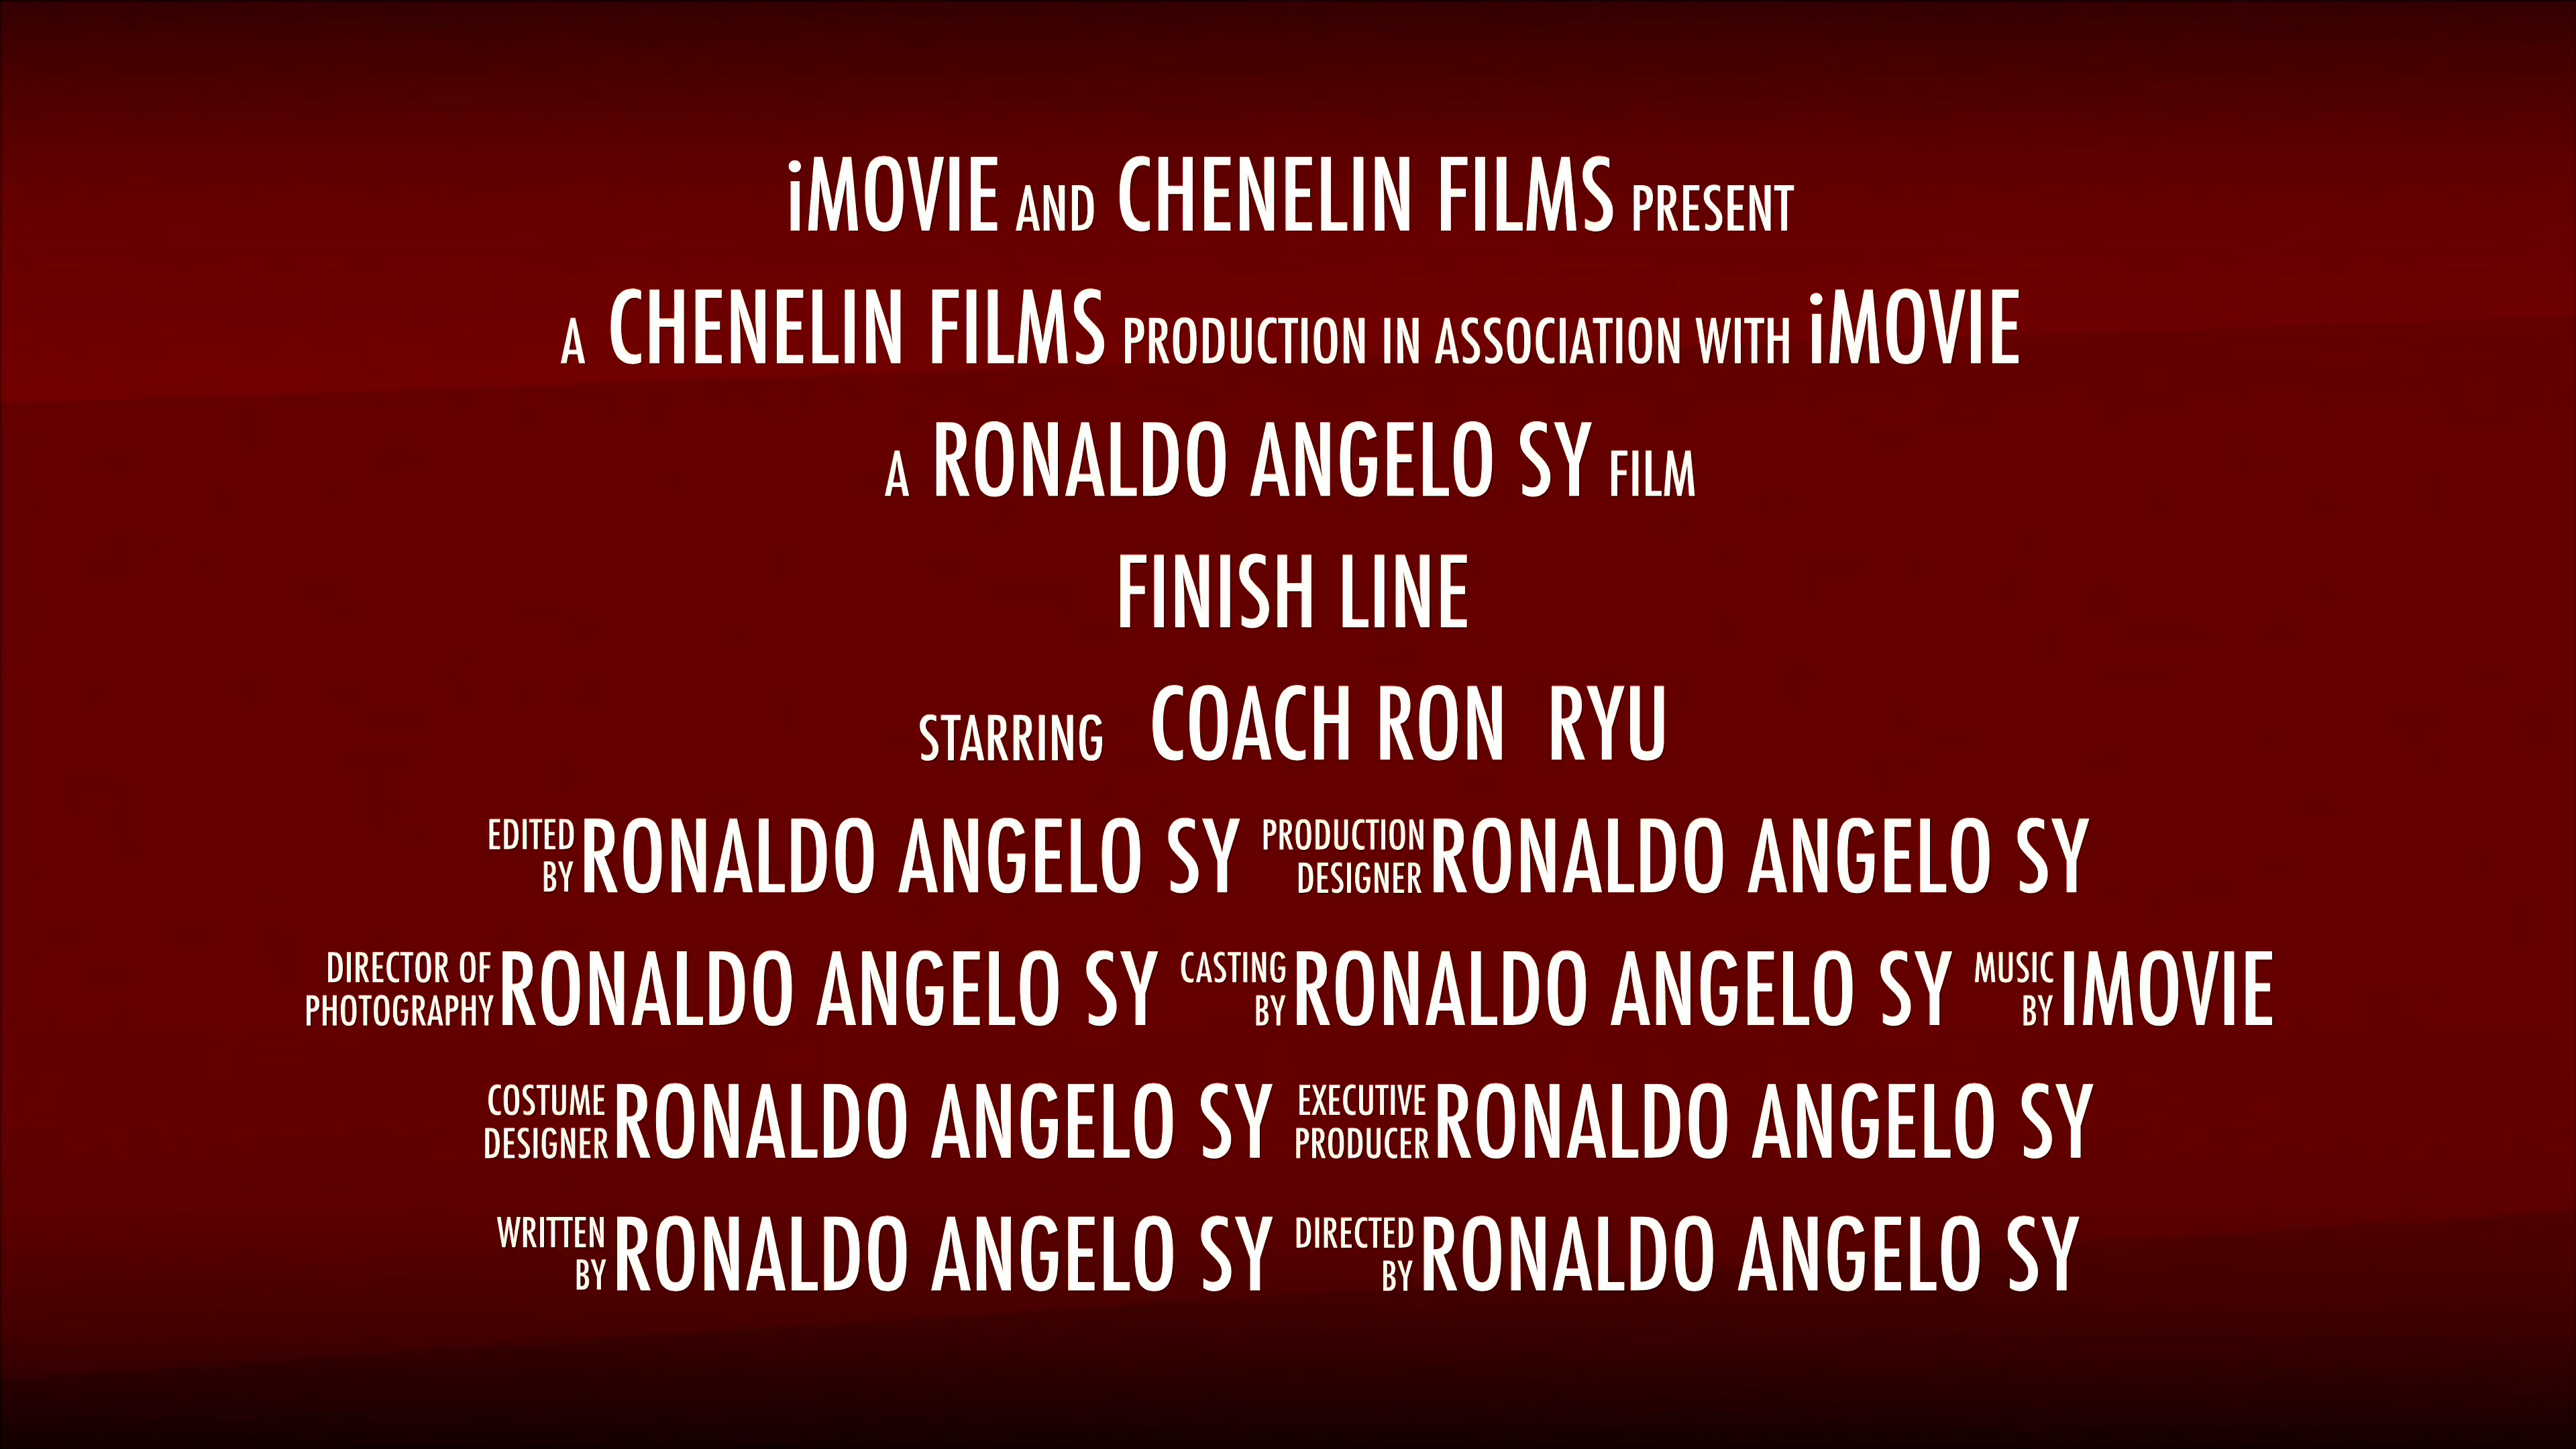 iMOVIE AND CHENELIN FILMS PRESENT
A CHENELIN FILMS PRODUCTION IN ASSOCIATION WITH iMOVIE
A RONALDO ANGELO SY FILM
FINISH LINE
STARRING COACH RON RYU
EDITED BY RONALDO ANGELO SY PRODUCTION DESIGNER RONALDO ANGELO SY
DIRECTOR OF PHOTOGRAPHY RONALDO ANGELO SY CASTING BY RONALDO ANGELO SY MUSIC BY IMOVIE
COSTUME DESIGNER RONALDO ANGELO SY EXECUTIVE PRODUCER RONALDO ANGELO SY
WRITTEN BY RONALDO ANGELO SY DIRECTED BY RONALDO ANGELO SY